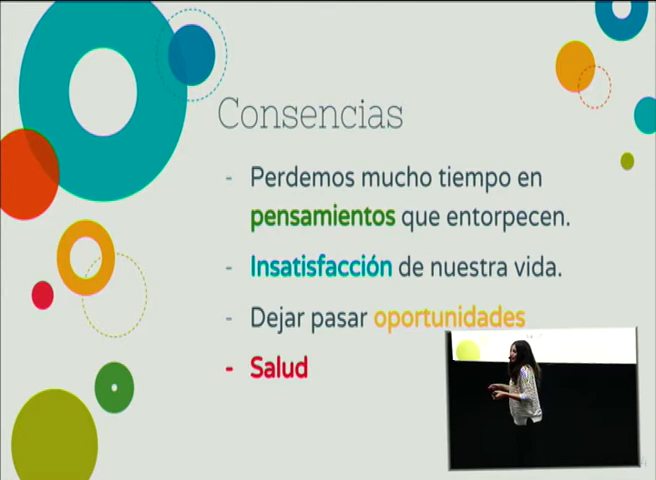 Consencias
- Perdemos mucho tiempo en
pensamientos que entorpecen.
- Insatisfacción de nuestra vida.
- Dejar pasar oportunidades
- Salud